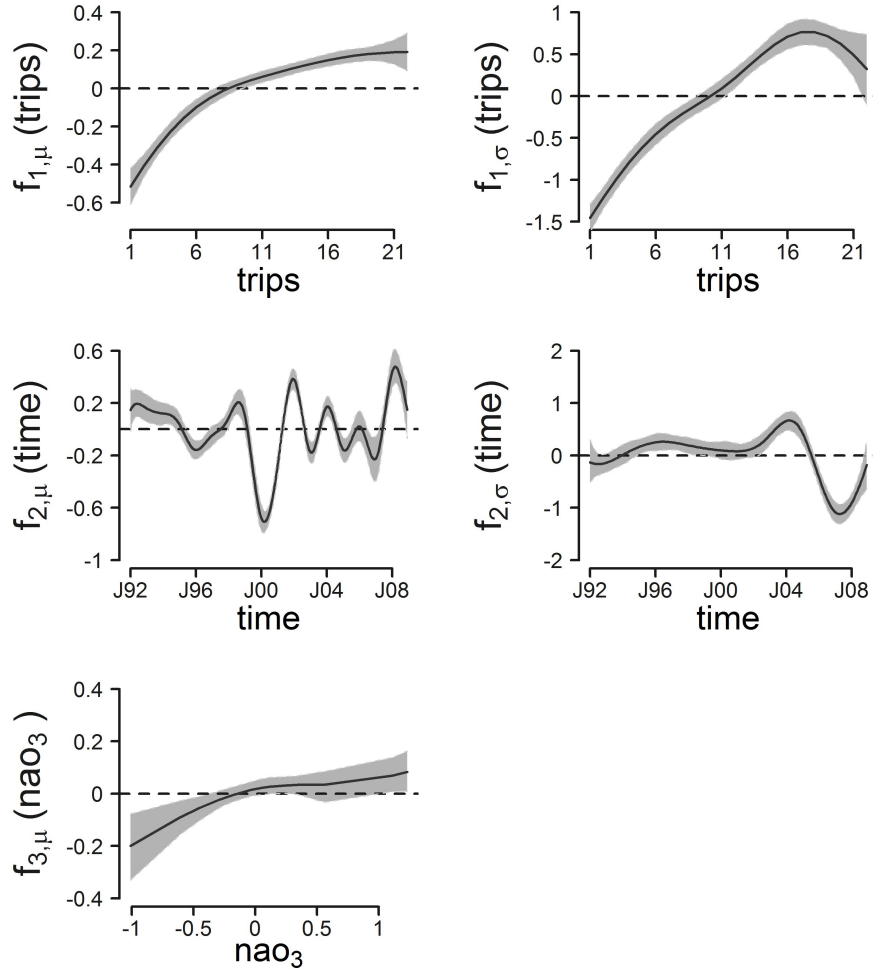 f1,μ (trips)
0.4
0.2
0
-0.2
-0.4
-0.6
1 6 11 16 21
trips
f1,σ (trips)
1
0.5
0
-0.5
-1
-1.5
1 6 11 16 21
trips
f2,μ (time)
0.6
0.2
-0.2
-0.6
-1
J92 J96 J00 J04 J08
time
f2,σ (time)
2
1
0
-1
-2
J92 J96 J00 J04 J08
time
f3,μ (nao3 )
0.4
0.2
0
-0.2
-0.4
-1 -0.5 0 0.5 1
nao3